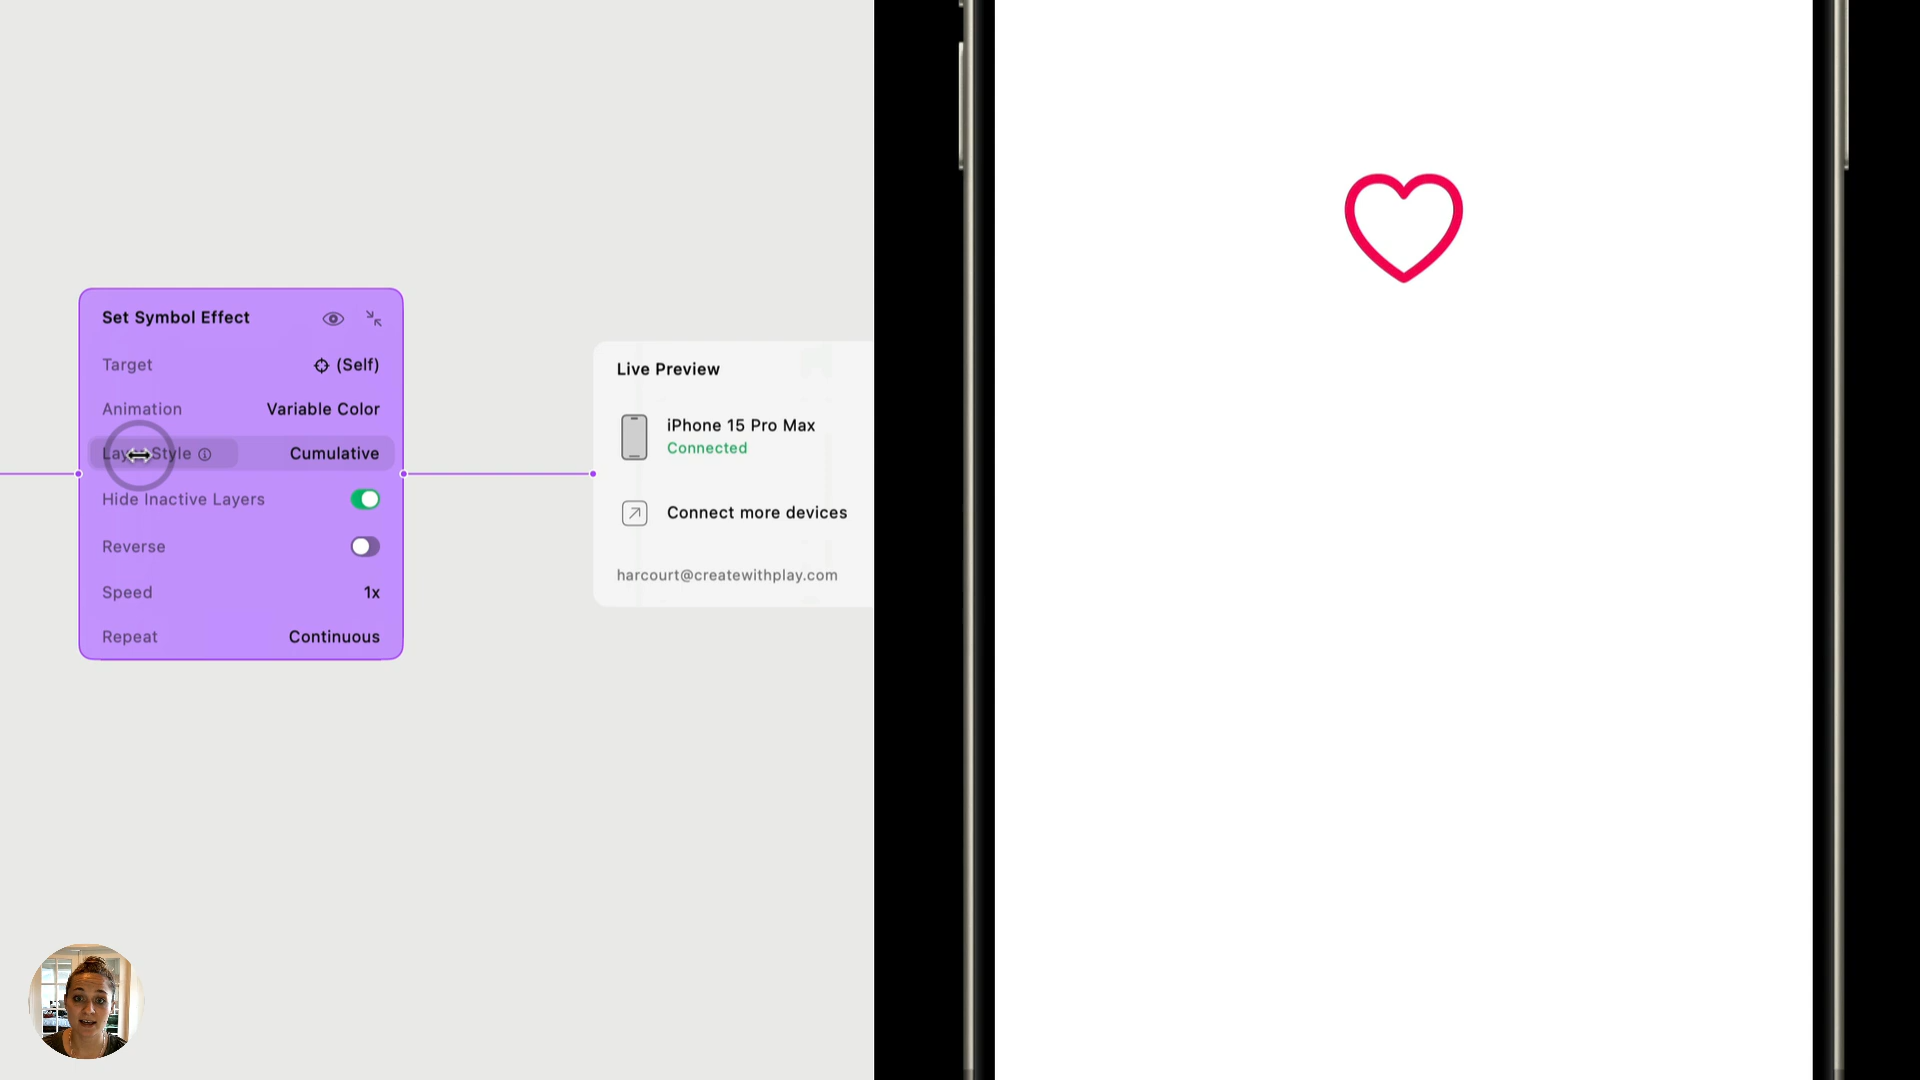 Set Symbol Effect
Target (Self)
Animation Variable Color
Layer Style Cumulative
Hide Inactive Layers
Reverse
Speed 1x
Repeat Continuous
Live Preview
iPhone 15 Pro Max
Connected
Connect more devices
harcourt@createwithplay.com